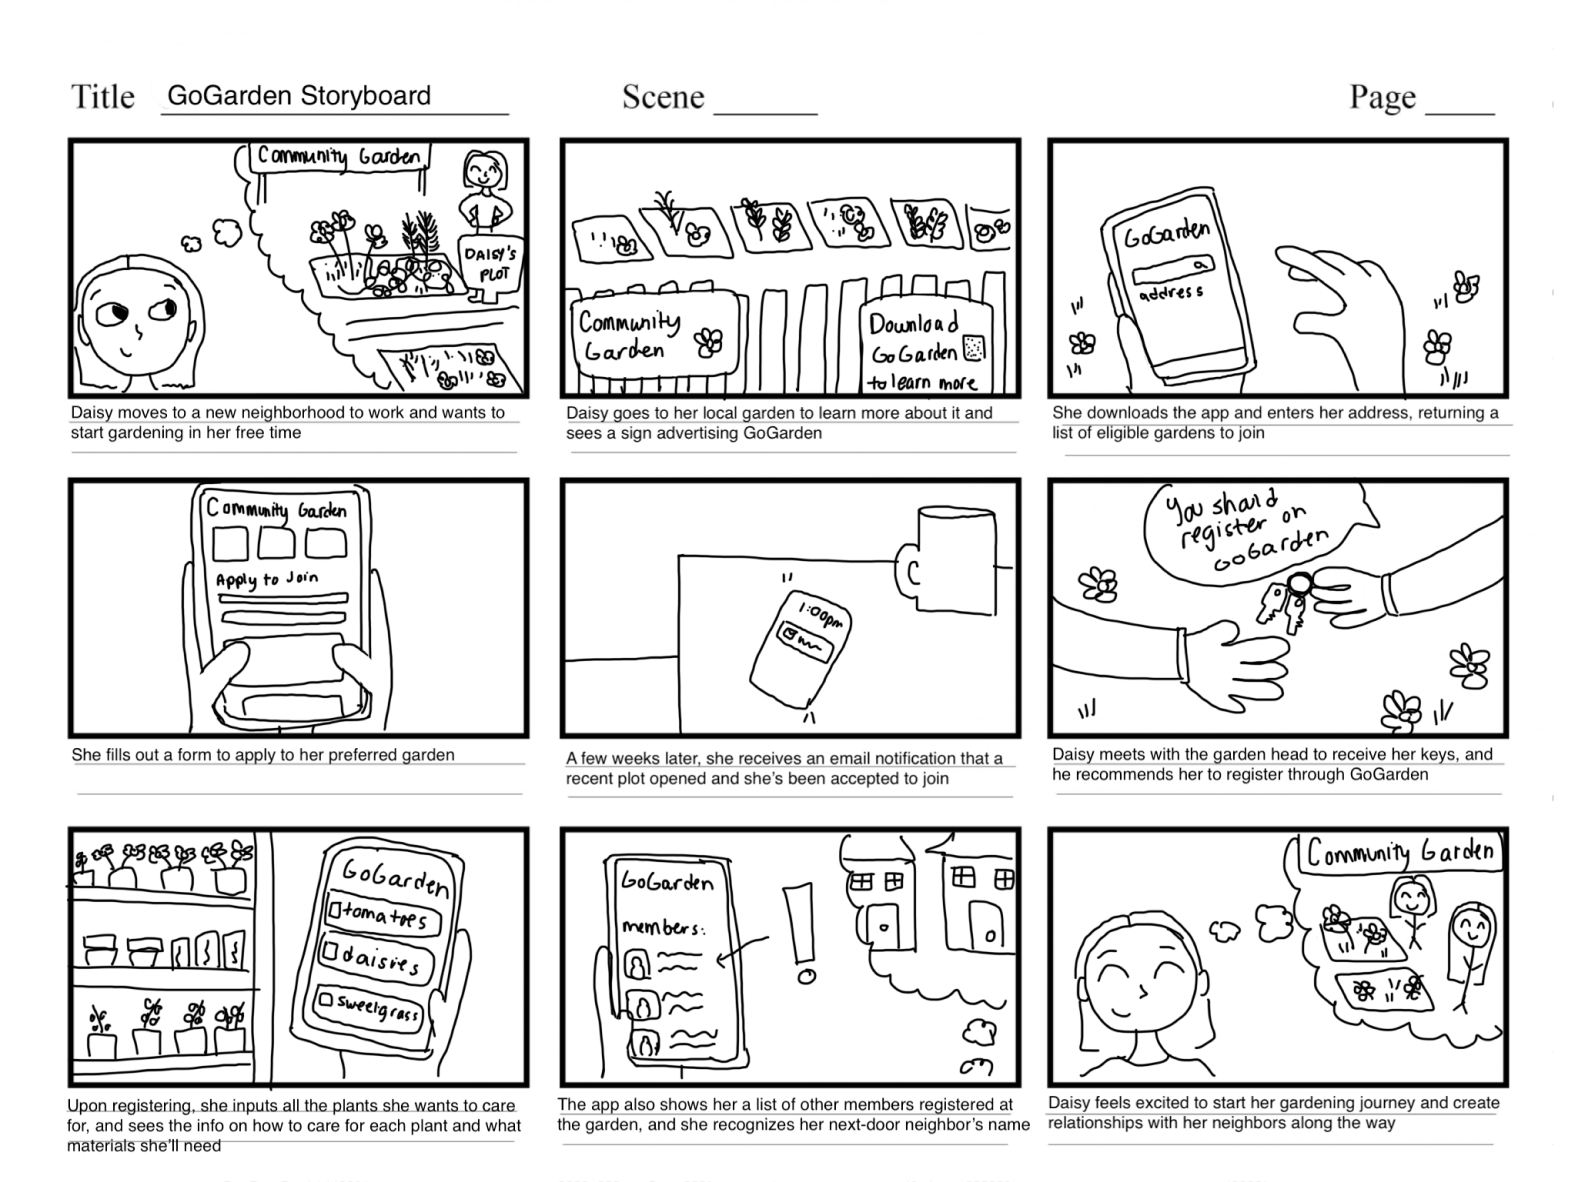 Title GoGarden Storyboard Scene Page
Community Garden
DAISY'S
PLOT
Daisy moves to a new neighborhood to work and wants to
start gardening in her free time
Community
Garden
Download
GoGarden
to learn more
Daisy goes to her local garden to learn more about it and
sees a sign advertising GoGarden
GoGarden
address
She downloads the app and enters her address, returning a
list of eligible gardens to join
Community Garden
Apply to Join
She fills out a form to apply to her preferred garden
1:00pm
A few weeks later, she receives an email notification that a
recent plot opened and she's been accepted to join
You should
register on
GoGarden
Daisy meets with the garden head to receive her keys, and
he recommends her to register through GoGarden
GoGarden
tomatoes
daisies
sweetgrass
Upon registering, she inputs all the plants she wants to care
for, and sees the info on how to care for each plant and what
materials she'll need
GoGarden
members:
The app also shows her a list of other members registered at
the garden, and she recognizes her next-door neighbor's name
Community Garden
Daisy feels excited to start her gardening journey and create
relationships with her neighbors along the way